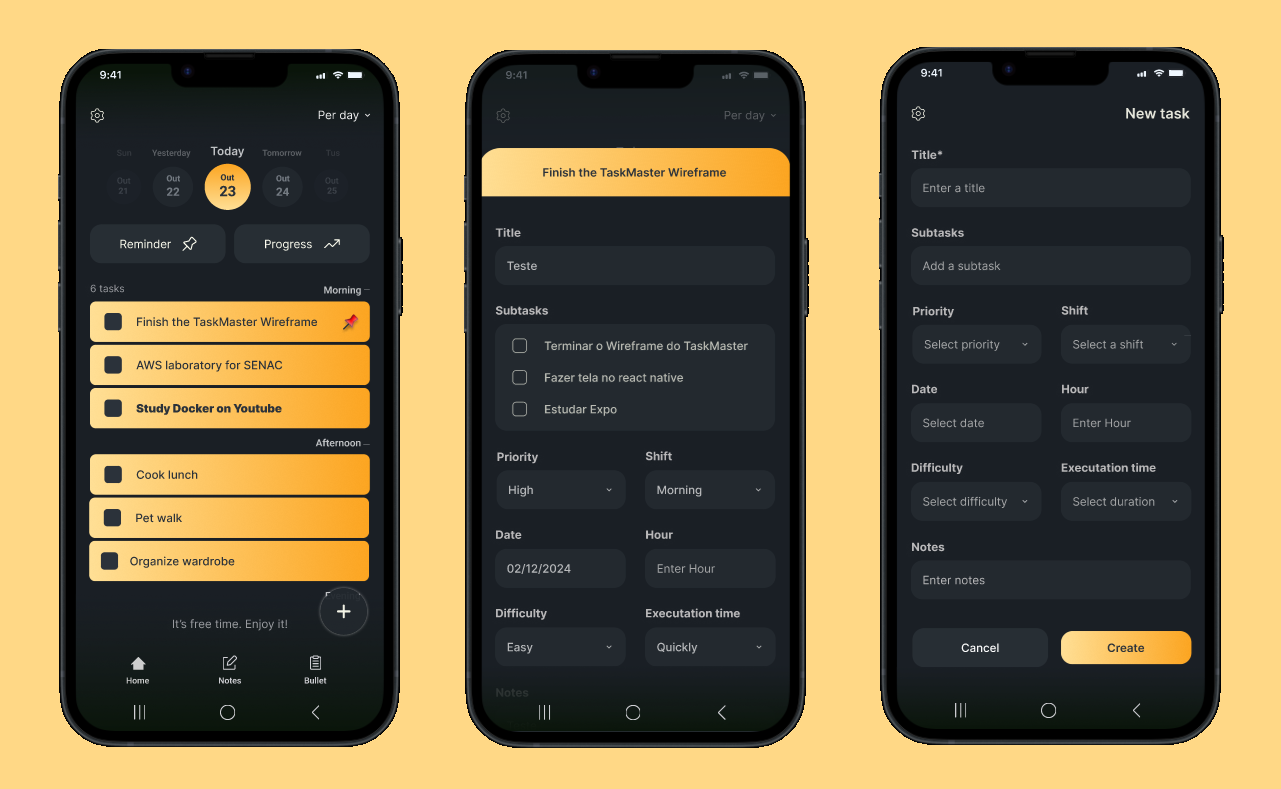 9:41
Per day
Sun Yesterday Today Tomorrow Tue
Out 21 Out 22 Out 23 Out 24 Out 25
Reminder Progress
6 tasks Morning
Finish the TaskMaster Wireframe
AWS laboratory for SENAC
Study Docker on Youtube
Afternoon
Cook lunch
Pet walk
Organize wardrobe
It's free time. Enjoy it!
Home Notes Bullet
9:41
Per day
Finish the TaskMaster Wireframe
Title
Teste
Subtasks
Terminar o Wireframe do TaskMaster
Fazer tela no react native
Estudar Expo
Priority Shift
High Morning
Date Hour
02/12/2024 Enter Hour
Difficulty Executation time
Easy Quickly
Notes
9:41
New task
Title*
Enter a title
Subtasks
Add a subtask
Priority Shift
Select priority Select a shift
Date Hour
Select date Enter Hour
Difficulty Executation time
Select difficulty Select duration
Notes
Enter notes
Cancel Create